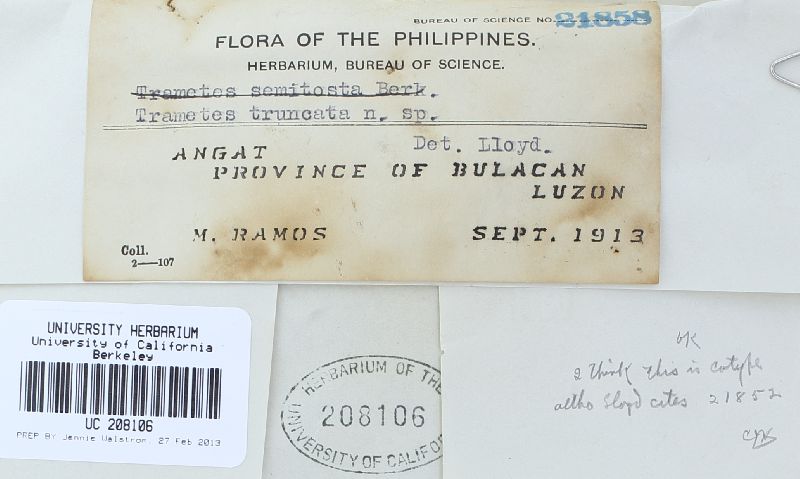 BUREAU OF SCIENCE NO. 21858
FLORA OF THE PHILIPPINES.
HERBARIUM, BUREAU OF SCIENCE.
Trametes semitosta Berk.
Trametes truncata n. sp.
Det. Lloyd.
ANGAT
PROVINCE OF BULACAN
LUZON
M. RAMOS SEPT. 1913
Coll.
2—107
UNIVERSITY HERBARIUM
University of California
Berkeley
UC 208106
PREP BY Jennie Walstrom, 27 Feb 2013
HERBARIUM OF THE
208106
UNIVERSITY OF CALIFO
OK
I think this is cotype
altho Lloyd cites 21852